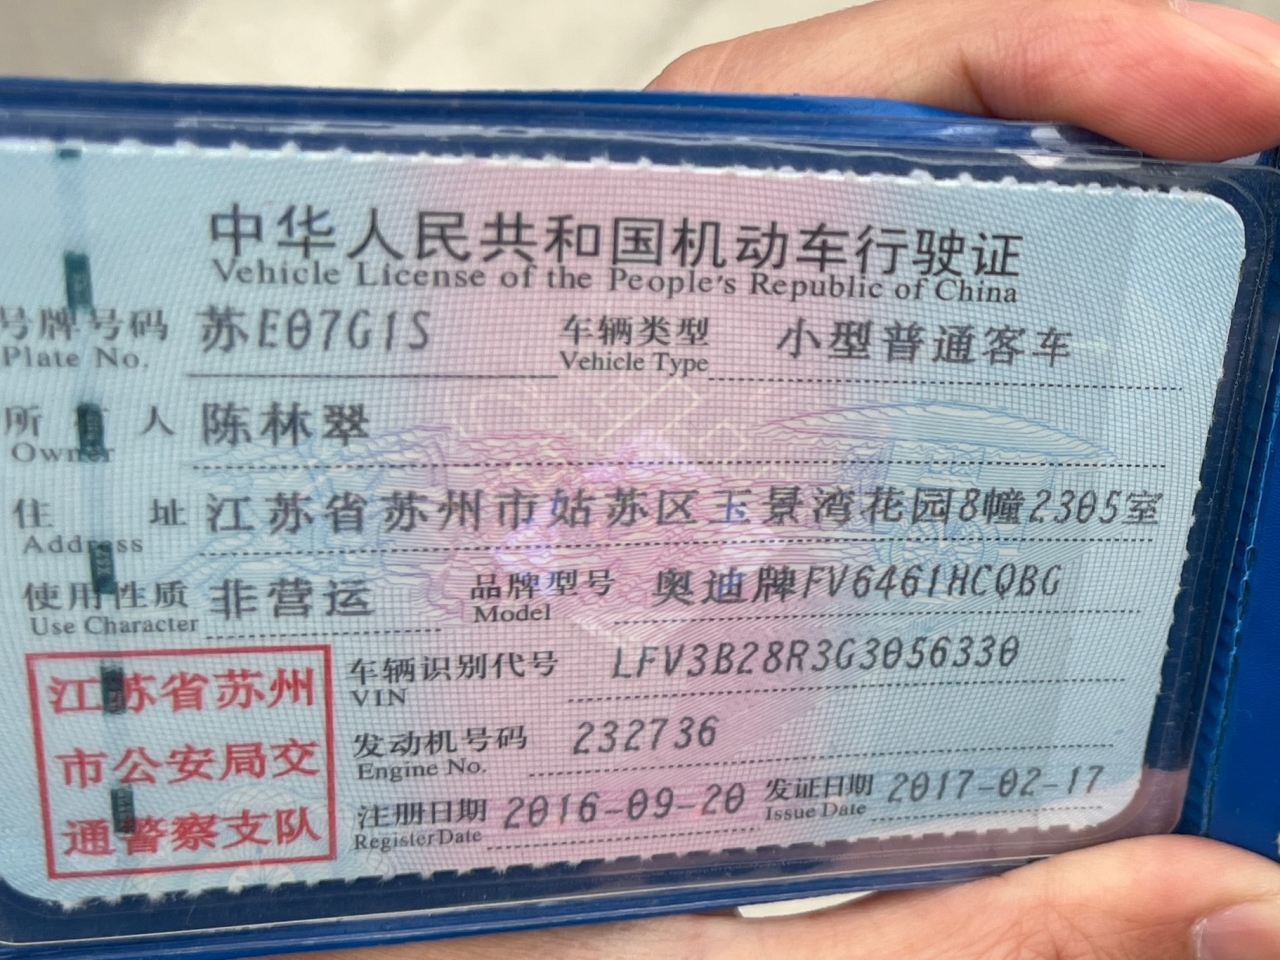 中华人民共和国机动车行驶证
Vehicle License of the People's Republic of China
号牌号码 苏E07G1S 车辆类型 小型普通客车
Plate No. Vehicle Type
所有人 陈林翠
Owner
住址 江苏省苏州市姑苏区玉景湾花园8幢2305室
Address
使用性质 非营运 品牌型号 奥迪牌FV6461HCQBG
Use Character Model
江苏省苏州
市公安局交
通警察支队
车辆识别代号 LFV3B28R3G3056330
VIN
发动机号码 232736
Engine No.
注册日期 2016-09-20 发证日期 2017-02-17
Register Date Issue Date